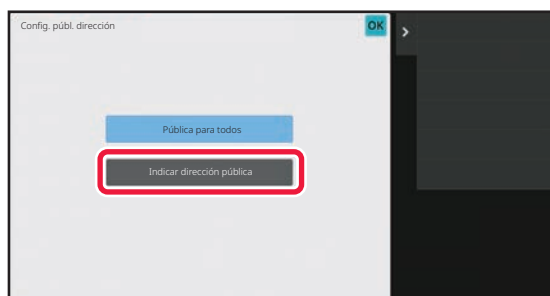 Config. públ. dirección
OK
Pública para todos
Indicar dirección pública